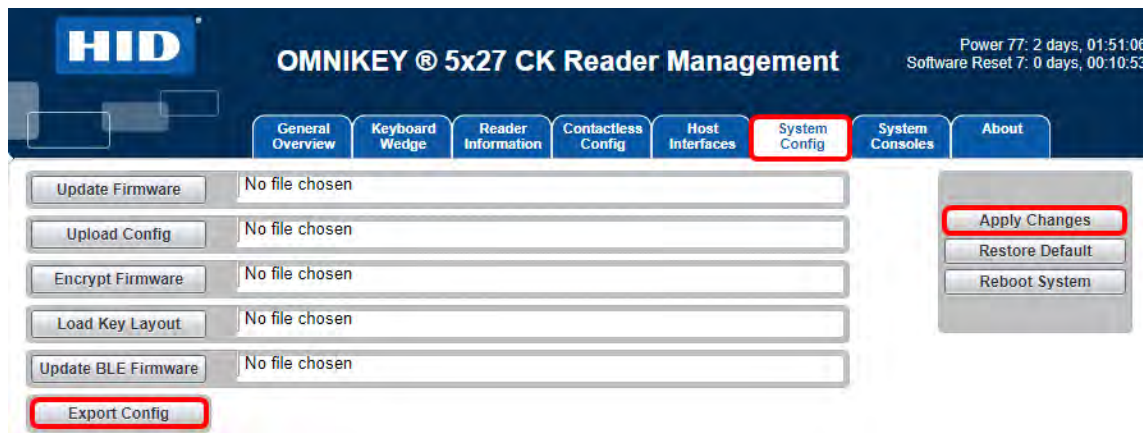 HID
OMNIKEY ® 5x27 CK Reader Management
Power 77: 2 days, 01:51:06
Software Reset 7: 0 days, 00:10:53
General Overview
Keyboard Wedge
Reader Information
Contactless Config
Host Interfaces
System Config
System Consoles
About
Update Firmware No file chosen
Upload Config No file chosen
Encrypt Firmware No file chosen
Load Key Layout No file chosen
Update BLE Firmware No file chosen
Export Config
Apply Changes
Restore Default
Reboot System